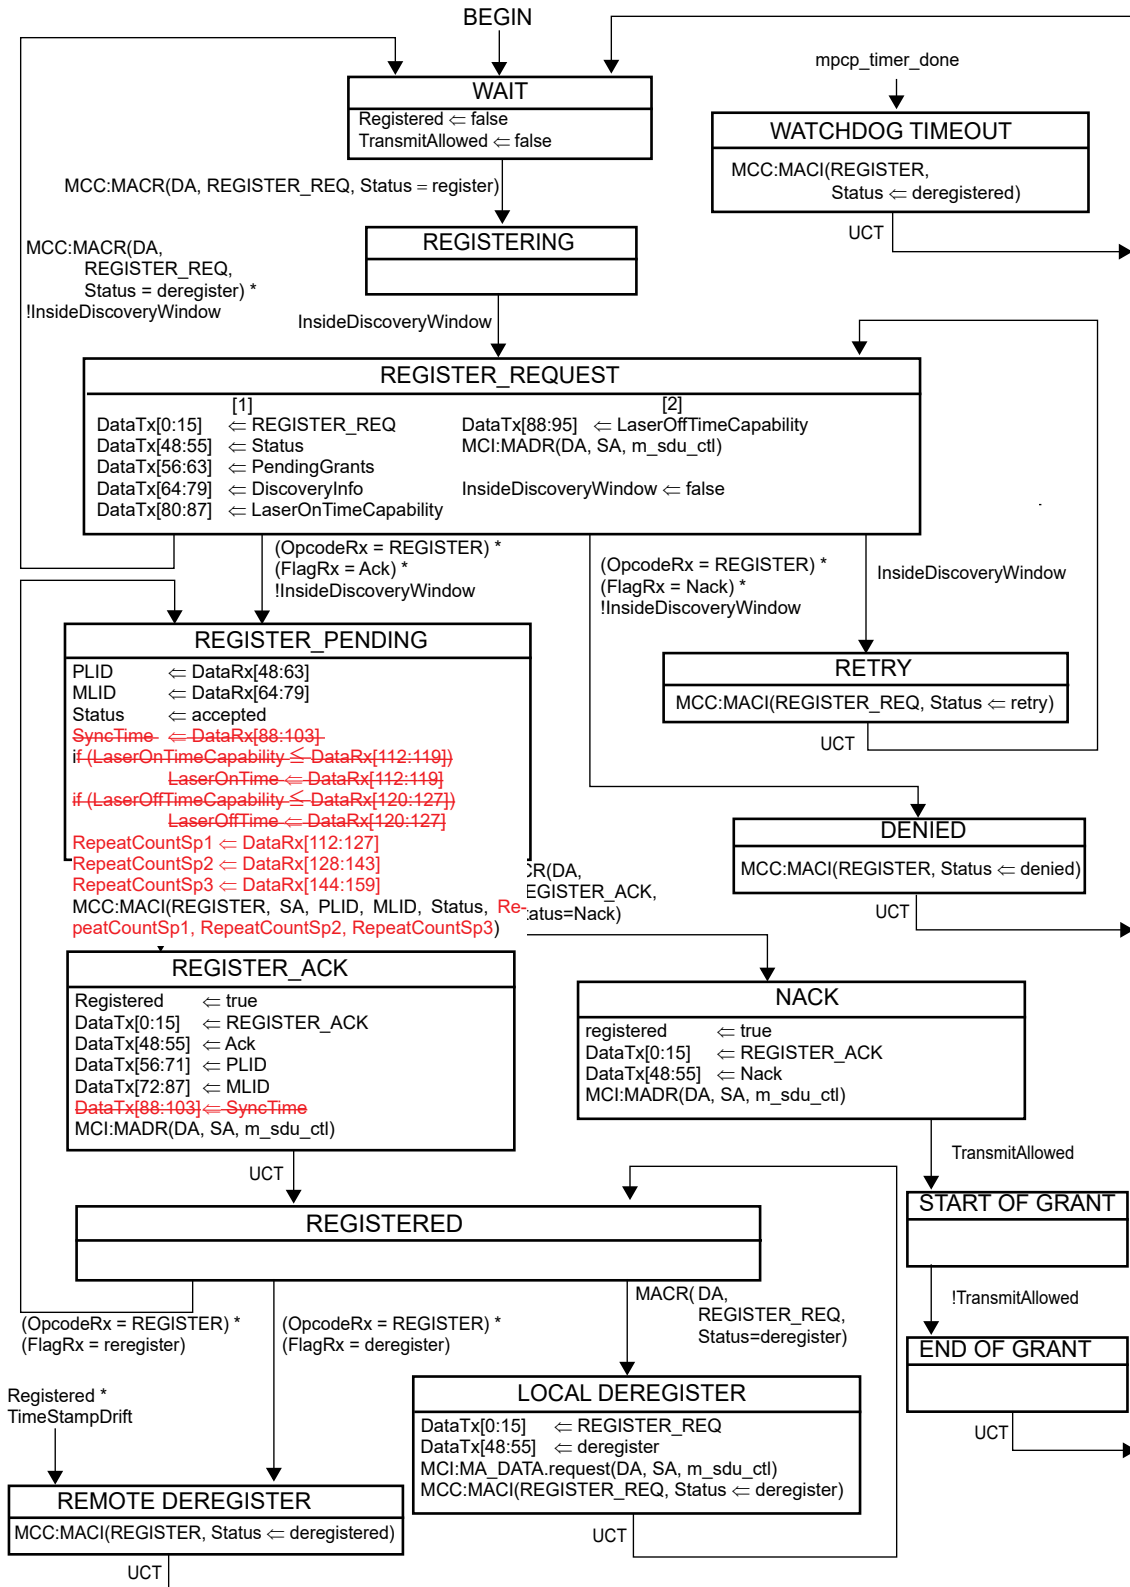 BEGIN
mpcp_timer_done
WAIT
Registered ⇐ false
TransmitAllowed ⇐ false
WATCHDOG TIMEOUT
MCC:MACI(REGISTER,
Status ⇐ deregistered)
UCT
MCC:MACR(DA, REGISTER_REQ, Status = register)
REGISTERING
MCC:MACR(DA,
REGISTER_REQ,
Status = deregister) *
!InsideDiscoveryWindow
InsideDiscoveryWindow
REGISTER_REQUEST
[1]
DataTx[0:15] ⇐ REGISTER_REQ
DataTx[48:55] ⇐ Status
DataTx[56:63] ⇐ PendingGrants
DataTx[64:79] ⇐ DiscoveryInfo
DataTx[80:87] ⇐ LaserOnTimeCapability
[2]
DataTx[88:95] ⇐ LaserOffTimeCapability
MCI:MADR(DA, SA, m_sdu_ctl)
InsideDiscoveryWindow ⇐ false
(OpcodeRx = REGISTER) *
(FlagRx = Ack) *
!InsideDiscoveryWindow
(OpcodeRx = REGISTER) *
(FlagRx = Nack) *
!InsideDiscoveryWindow
InsideDiscoveryWindow
REGISTER_PENDING
PLID ⇐ DataRx[48:63]
MLID ⇐ DataRx[64:79]
Status ⇐ accepted
SyncTime ⇐ DataRx[88:103]
if (LaserOnTimeCapability ≤ DataRx[112:119])
LaserOnTime ⇐ DataRx[112:119]
if (LaserOffTimeCapability ≤ DataRx[120:127])
LaserOffTime ⇐ DataRx[120:127]
RepeatCountSp1 ⇐ DataRx[112:127]
RepeatCountSp2 ⇐ DataRx[128:143]
RepeatCountSp3 ⇐ DataRx[144:159]
MCC:MACI(REGISTER, SA, PLID, MLID, Status, Re-
peatCountSp1, RepeatCountSp2, RepeatCountSp3)
RETRY
MCC:MACI(REGISTER_REQ, Status ⇐ retry)
UCT
DENIED
MCC:MACI(REGISTER, Status ⇐ denied)
UCT
CR(DA,
EGISTER_ACK,
tatus=Nack)
REGISTER_ACK
Registered ⇐ true
DataTx[0:15] ⇐ REGISTER_ACK
DataTx[48:55] ⇐ Ack
DataTx[56:71] ⇐ PLID
DataTx[72:87] ⇐ MLID
DataTx[88:103] ⇐ SyncTime
MCI:MADR(DA, SA, m_sdu_ctl)
UCT
NACK
registered ⇐ true
DataTx[0:15] ⇐ REGISTER_ACK
DataTx[48:55] ⇐ Nack
MCI:MADR(DA, SA, m_sdu_ctl)
TransmitAllowed
START OF GRANT
!TransmitAllowed
END OF GRANT
UCT
REGISTERED
(OpcodeRx = REGISTER) *
(FlagRx = reregister)
(OpcodeRx = REGISTER) *
(FlagRx = deregister)
MACR( DA,
REGISTER_REQ,
Status=deregister)
Registered *
TimeStampDrift
LOCAL DEREGISTER
DataTx[0:15] ⇐ REGISTER_REQ
DataTx[48:55] ⇐ deregister
MCI:MA_DATA.request(DA, SA, m_sdu_ctl)
MCC:MACI(REGISTER_REQ, Status ⇐ deregister)
UCT
REMOTE DEREGISTER
MCC:MACI(REGISTER, Status ⇐ deregistered)
UCT